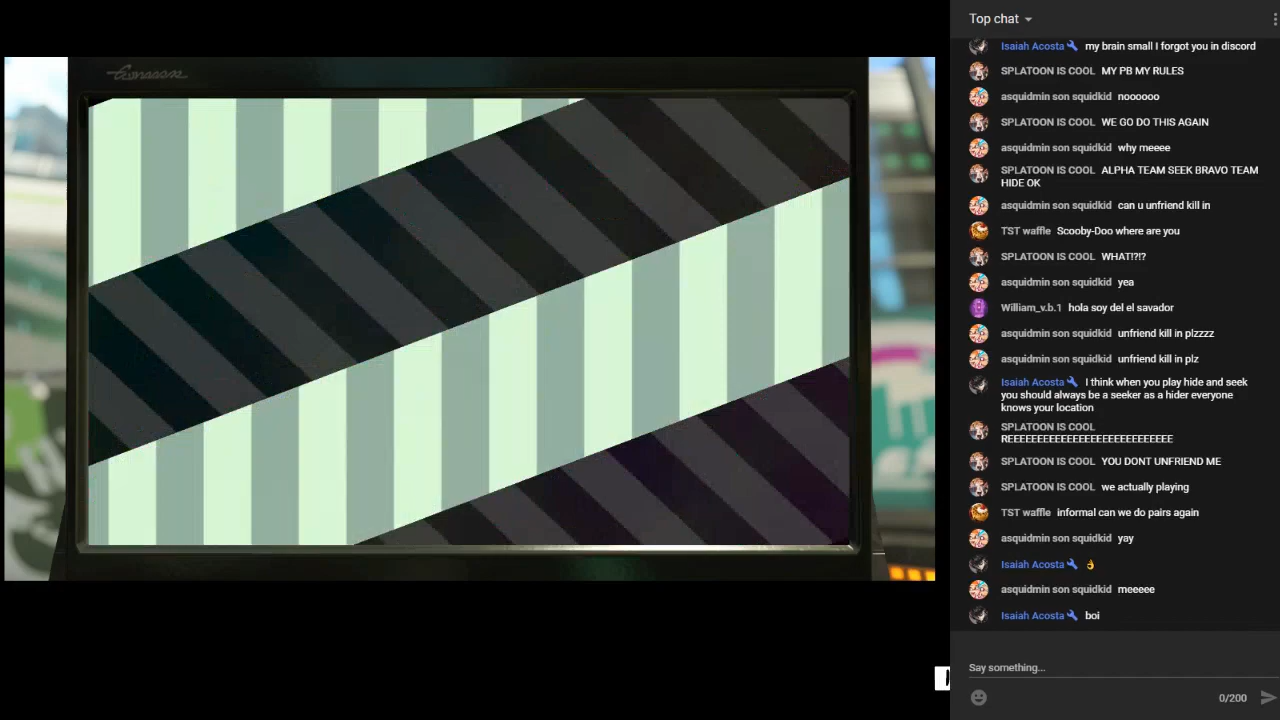 Top chat
Isaiah Acosta my brain small I forgot you in discord
SPLATOON IS COOL MY PB MY RULES
asquidmin son squidkid noooooo
SPLATOON IS COOL WE GO DO THIS AGAIN
asquidmin son squidkid why meeee
SPLATOON IS COOL ALPHA TEAM SEEK BRAVO TEAM
HIDE OK
asquidmin son squidkid can u unfriend kill in
TST waffle Scooby-Doo where are you
SPLATOON IS COOL WHAT!?!?
asquidmin son squidkid yea
William_v.b.1 hola soy del el savador
asquidmin son squidkid unfriend kill in plzzzz
asquidmin son squidkid unfriend kill in plz
Isaiah Acosta I think when you play hide and seek
you should always be a seeker as a hider everyone
knows your location
SPLATOON IS COOL
REEEEEEEEEEEEEEEEEEEEEEEEEEE
SPLATOON IS COOL YOU DONT UNFRIEND ME
SPLATOON IS COOL we actually playing
TST waffle informal can we do pairs again
asquidmin son squidkid yay
Isaiah Acosta 👌
asquidmin son squidkid meeeee
Isaiah Acosta boi
Say something...
0/200